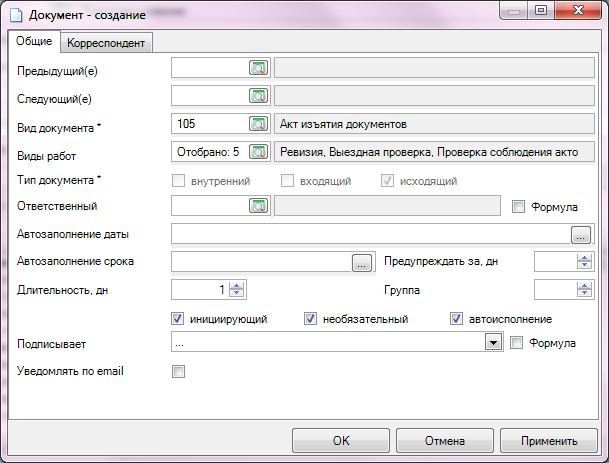 Документ - создание
Общие Корреспондент
Предыдущий(е)
Следующий(е)
Вид документа * 105 Акт изъятия документов
Виды работ Отобрано: 5 Ревизия, Выездная проверка, Проверка соблюдения акто
Тип документа * внутренний входящий исходящий
Ответственный Формула
Автозаполнение даты ...
Автозаполнение срока ... Предупреждать за, дн
Длительность, дн 1 Группа
инициирующий необязательный автоисполнение
Подписывает ... Формула
Уведомлять по email
OK Отмена Применить